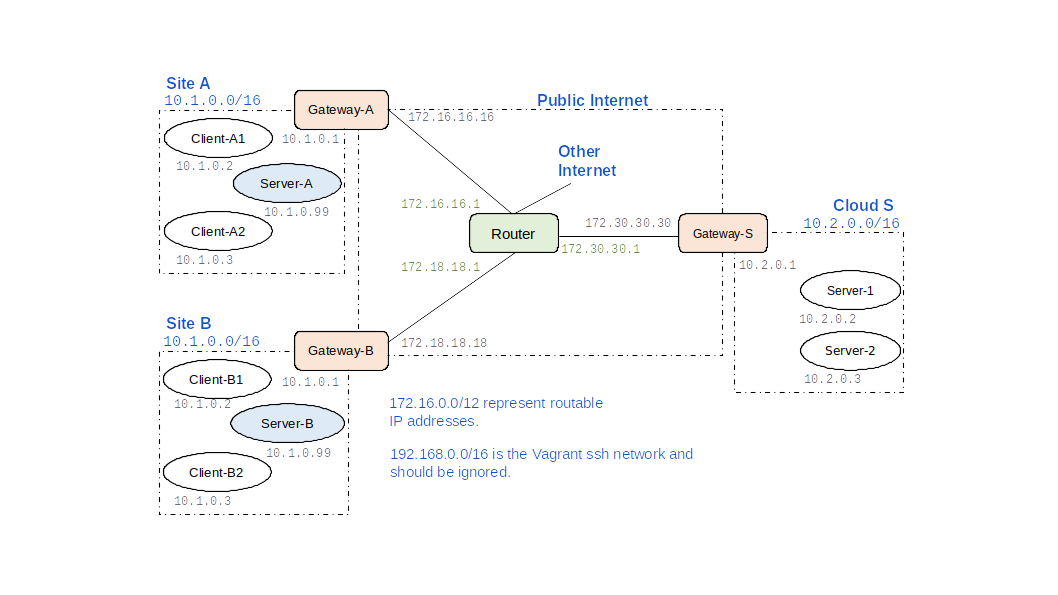 Site A
10.1.0.0/16
Gateway-A
Public Internet
172.16.16.16
Client-A1
10.1.0.1
10.1.0.2
Server-A
10.1.0.99
Client-A2
10.1.0.3
Other
Internet
172.16.16.1
Router
172.30.30.30
172.30.30.1
172.18.18.1
Gateway-S
Cloud S
10.2.0.0/16
10.2.0.1
Server-1
10.2.0.2
Server-2
10.2.0.3
Site B
10.1.0.0/16
Gateway-B
172.18.18.18
Client-B1
10.1.0.1
10.1.0.2
Server-B
10.1.0.99
Client-B2
10.1.0.3
172.16.0.0/12 represent routable
IP addresses.
192.168.0.0/16 is the Vagrant ssh network and
should be ignored.